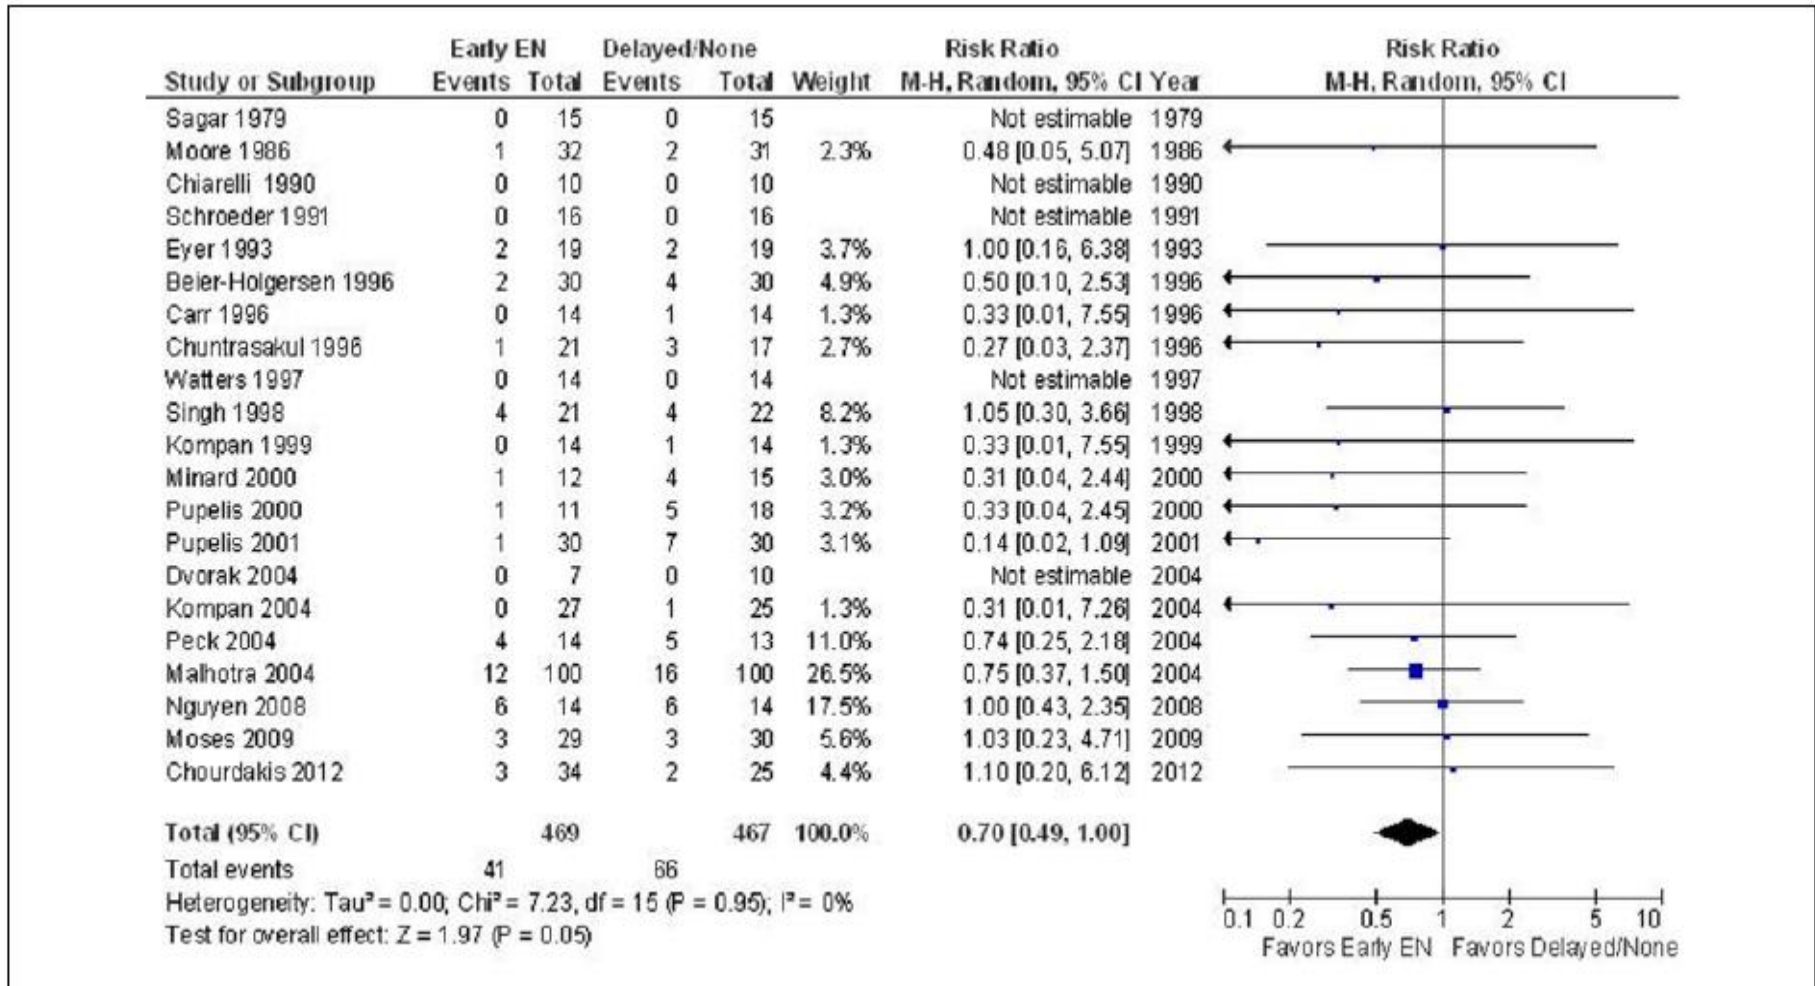 Early EN Delayed/None Risk Ratio Risk Ratio
Study or Subgroup Events Total Events Total Weight M-H, Random, 95% CI Year M-H, Random, 95% CI
Sagar 1979 0 15 0 15 Not estimable 1979
Moore 1986 1 32 2 31 2.3% 0.48 [0.05, 5.07] 1986
Chiarelli 1990 0 10 0 10 Not estimable 1990
Schroeder 1991 0 16 0 16 Not estimable 1991
Eyer 1993 2 19 2 19 3.7% 1.00 [0.16, 6.38] 1993
Beier-Holgersen 1996 2 30 4 30 4.9% 0.50 [0.10, 2.53] 1996
Carr 1996 0 14 1 14 1.3% 0.33 [0.01, 7.55] 1996
Chuntrasakul 1996 1 21 3 17 2.7% 0.27 [0.03, 2.37] 1996
Watters 1997 0 14 0 14 Not estimable 1997
Singh 1998 4 21 4 22 8.2% 1.05 [0.30, 3.66] 1998
Kompan 1999 0 14 1 14 1.3% 0.33 [0.01, 7.55] 1999
Minard 2000 1 12 4 15 3.0% 0.31 [0.04, 2.44] 2000
Pupelis 2000 1 11 5 18 3.2% 0.33 [0.04, 2.45] 2000
Pupelis 2001 1 30 7 30 3.1% 0.14 [0.02, 1.09] 2001
Dvorak 2004 0 7 0 10 Not estimable 2004
Kompan 2004 0 27 1 25 1.3% 0.31 [0.01, 7.26] 2004
Peck 2004 4 14 5 13 11.0% 0.74 [0.25, 2.18] 2004
Malhotra 2004 12 100 16 100 26.5% 0.75 [0.37, 1.50] 2004
Nguyen 2008 6 14 6 14 17.5% 1.00 [0.43, 2.35] 2008
Moses 2009 3 29 3 30 5.6% 1.03 [0.23, 4.71] 2009
Chourdakis 2012 3 34 2 25 4.4% 1.10 [0.20, 6.12] 2012
Total (95% CI) 469 467 100.0% 0.70 [0.49, 1.00]
Total events 41 66
Heterogeneity: Tau² = 0.00; Chi² = 7.23, df = 15 (P = 0.95); I² = 0%
Test for overall effect: Z = 1.97 (P = 0.05)
0.1 0.2 0.5 1 2 5 10
Favors Early EN Favors Delayed/None